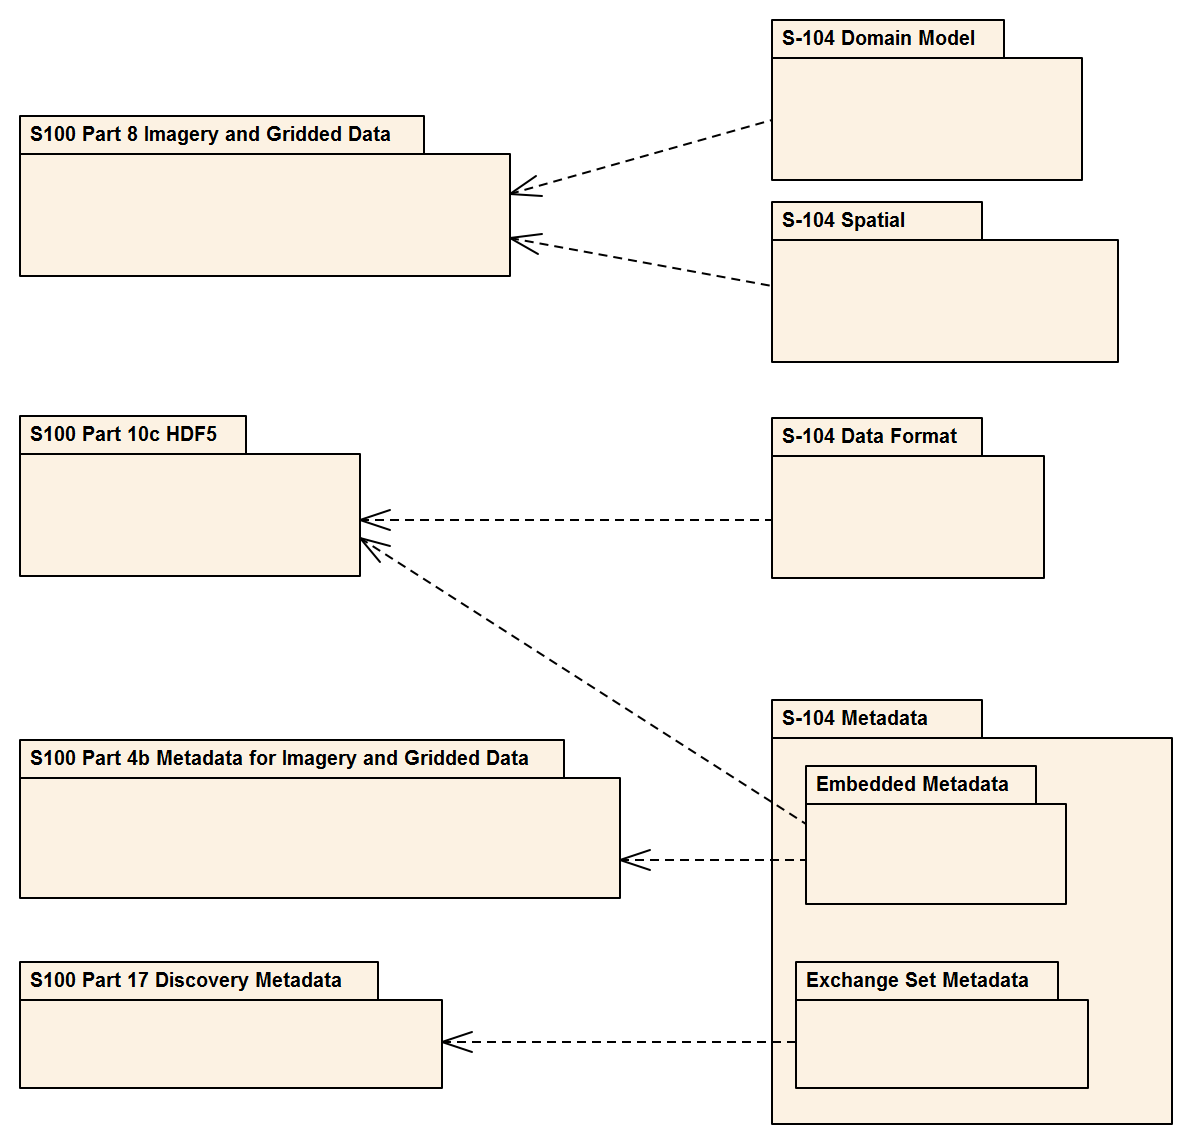 S-104 Domain Model
S100 Part 8 Imagery and Gridded Data
S-104 Spatial
S100 Part 10c HDF5
S-104 Data Format
S-104 Metadata
S100 Part 4b Metadata for Imagery and Gridded Data
Embedded Metadata
S100 Part 17 Discovery Metadata
Exchange Set Metadata